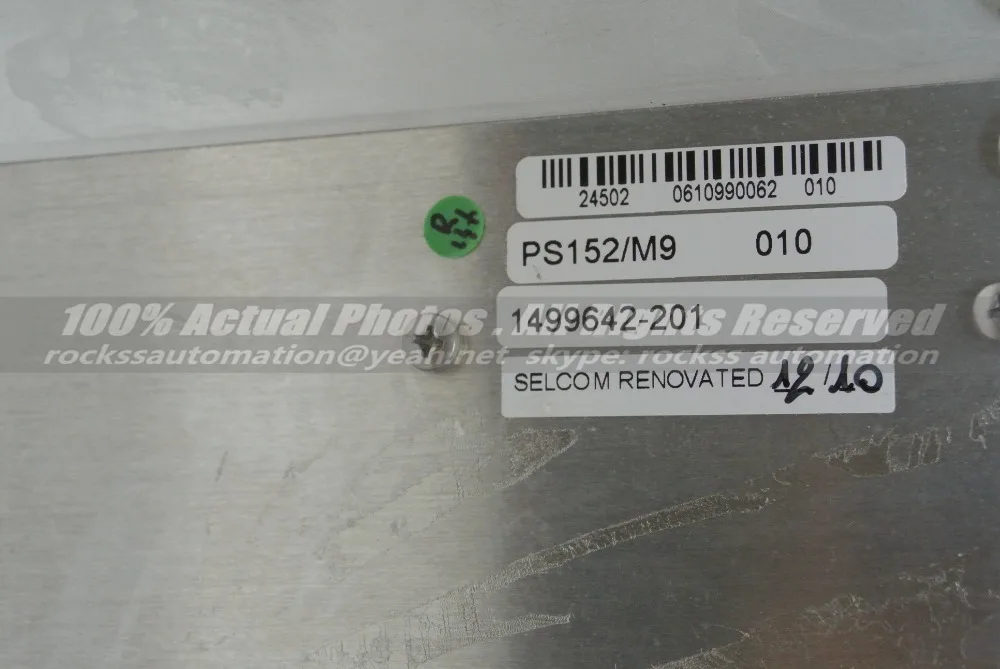 24502 0610990062 010
PS152/M9 010
100% Actual Photos . All Rights Reserved
1499642-201
rockssautomation@yeah.net skype: rockss automation
SELCOM RENOVATED 12/10